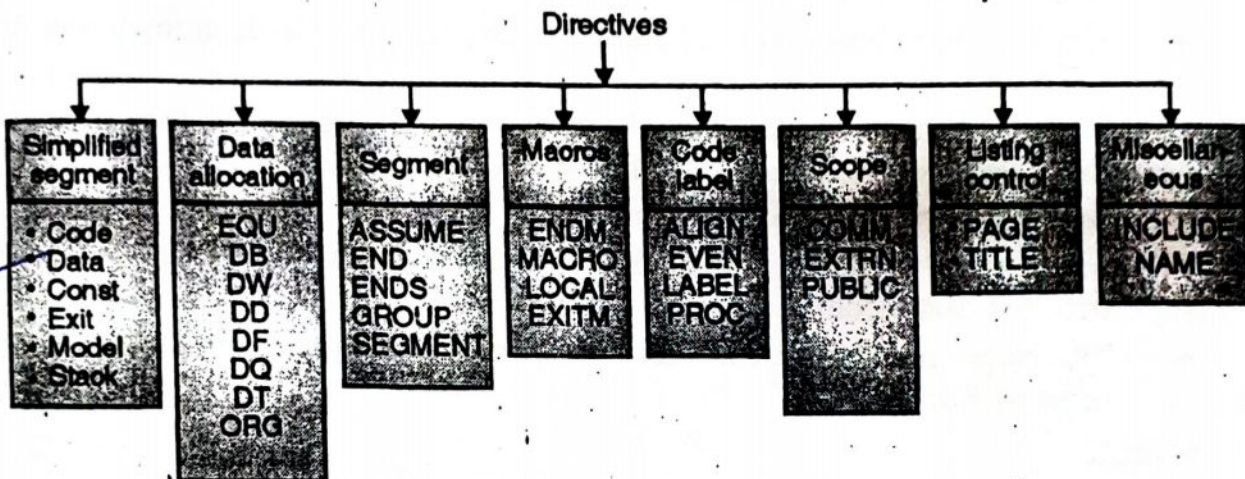 Directives
Simplified
segment
• Code
• Data
• Const
• Exit
• Model
• Stack
Data
allocation
EQU
DB
DW
DD
DF
DQ
DT
ORG
Segment
ASSUME
END
ENDS
GROUP
SEGMENT
Macros
ENDM
MACRO
LOCAL
EXITM
Code
label
ALIGN
EVEN
LABEL
PROC
Scope
COMM
EXTRN
PUBLIC
Listing
control
PAGE
TITLE
Miscellan-
eous
INCLUDE
NAME